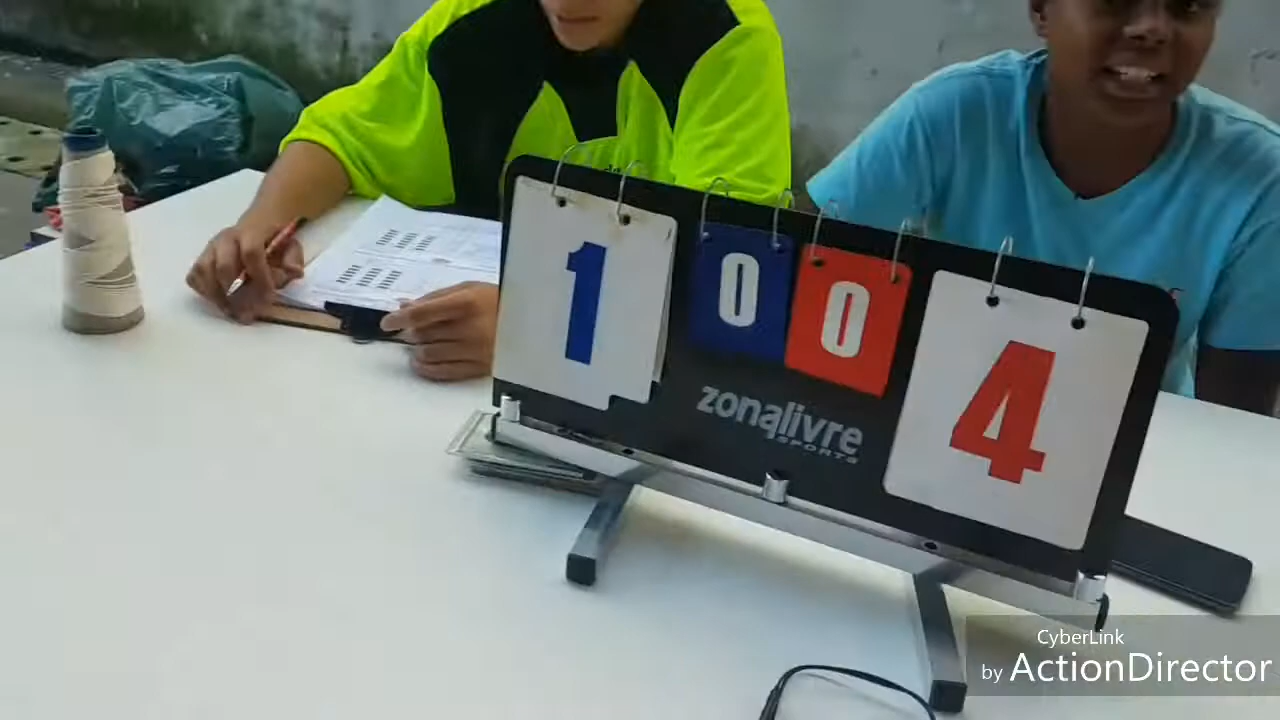 1
0
0
4
zonalivre
SPORTS
CyberLink
by ActionDirector